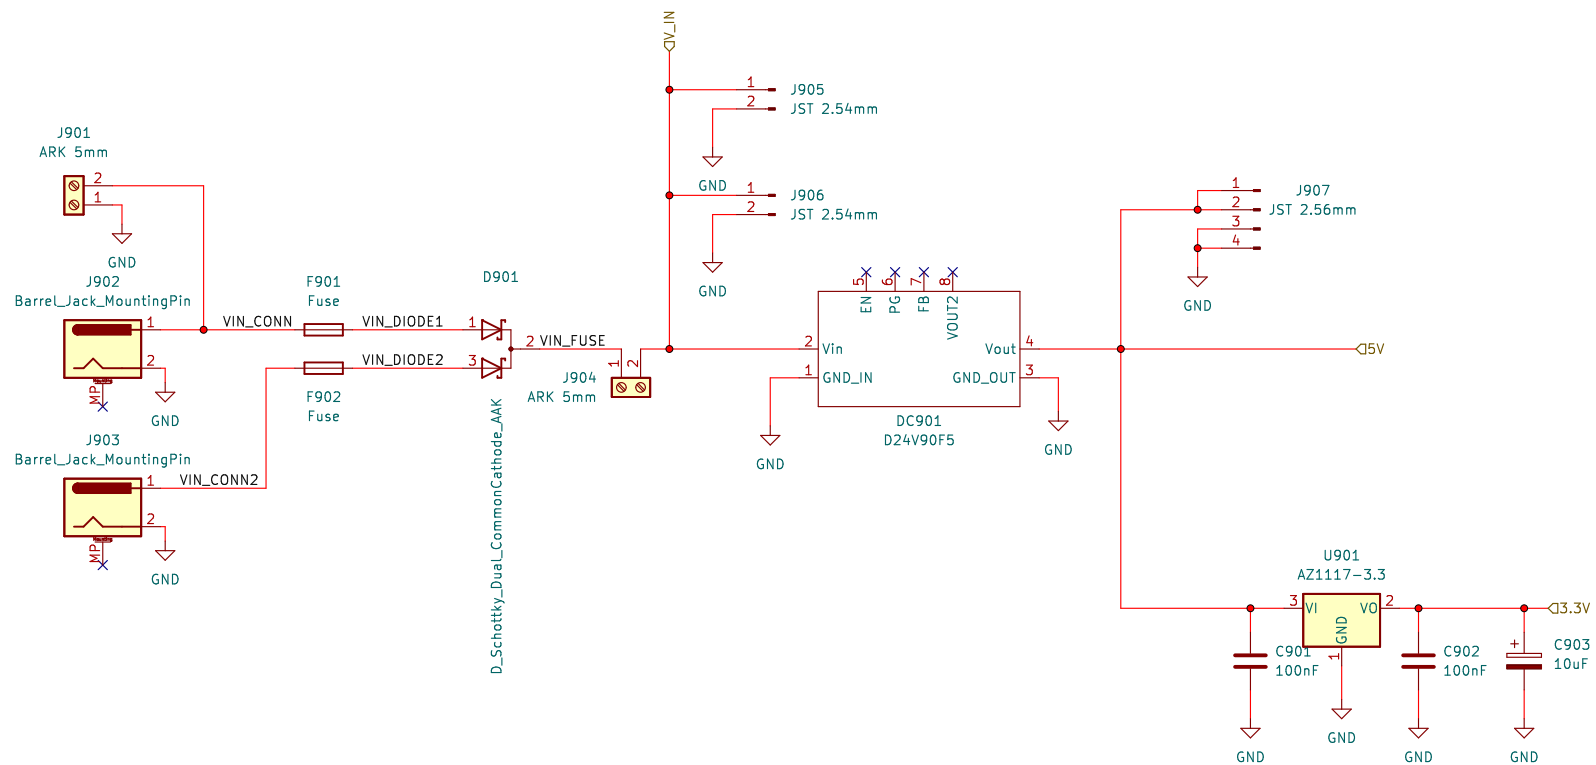 V_IN
1
J905
2
JST 2.54mm
GND
1
J906
2
JST 2.54mm
GND
J901
ARK 5mm
2
1
GND
J902
Barrel_Jack_MountingPin
1
2
MP
GND
J903
Barrel_Jack_MountingPin
1
2
MP
GND
VIN_CONN
VIN_CONN2
F901
Fuse
F902
Fuse
VIN_DIODE1
VIN_DIODE2
D901
1
3
2
D_Schottky_Dual_CommonCathode_AAK
VIN_FUSE
1
2
J904
ARK 5mm
5
6
7
8
EN
PG
FB
VOUT2
2
Vin
1
GND_IN
Vout
4
GND_OUT
3
DC901
D24V90F5
GND
GND
1
2
3
4
J907
JST 2.56mm
GND
5V
U901
AZ1117-3.3
3
VI
VO
2
GND
1
3.3V
C901
100nF
C902
100nF
+
C903
10uF
GND
GND
GND
GND